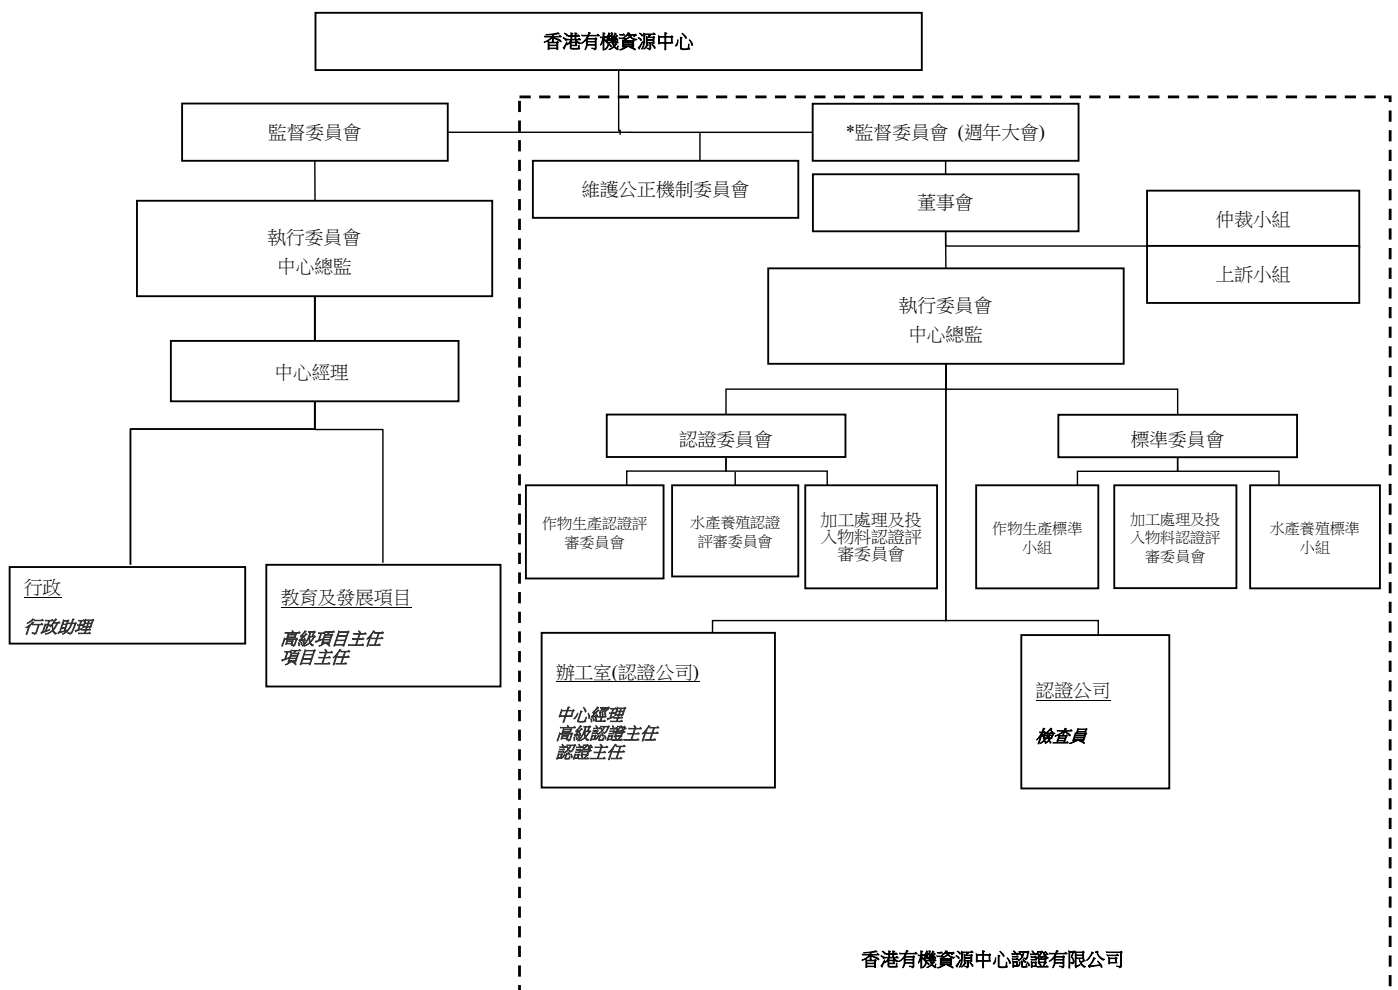 香港有機資源中心
監督委員會
*監督委員會 (週年大會)
維護公正機制委員會
董事會
執行委員會
中心總監
仲裁小組
上訴小組
執行委員會
中心總監
中心經理
認證委員會
標準委員會
作物生產認證評
審委員會
水產養殖認證
評審委員會
加工處理及投
入物料認證評
審委員會
作物生產標準
小組
加工處理及投
入物料認證評
審委員會
水產養殖標準
小組
行政
行政助理
教育及發展項目
高級項目主任
項目主任
辦工室(認證公司)
中心經理
高級認證主任
認證主任
認證公司
檢查員
香港有機資源中心認證有限公司